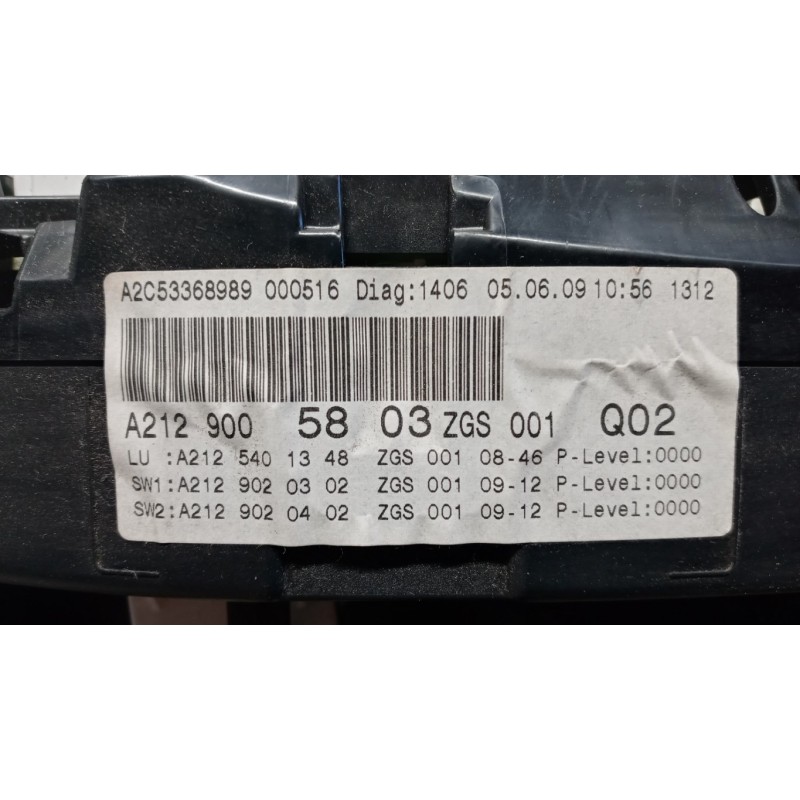 A2C53368989 000516 Diag:1406 05.06.09 10:56 1312
A212 900 58 03 ZGS 001 Q02
LU :A212 540 13 48 ZGS 001 08-46 P-Level:0000
SW1:A212 902 03 02 ZGS 001 09-12 P-Level:0000
SW2:A212 902 04 02 ZGS 001 09-12 P-Level:0000